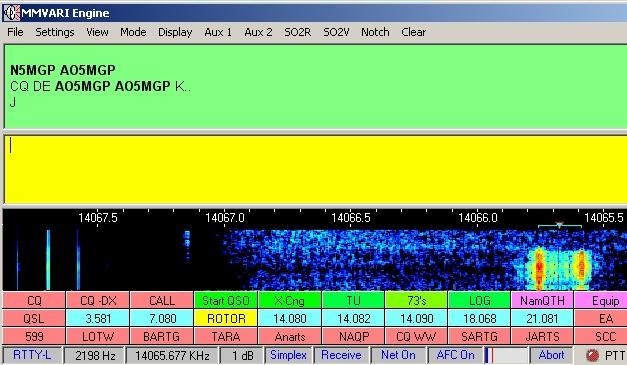 MMVARI Engine
File Settings View Mode Display Aux 1 Aux 2 SO2R SO2V Notch Clear
N5MGP AO5MGP
CQ DE AO5MGP AO5MGP K..
J
14067.5 14067.0 14066.5 14066.0 14065.5
CQ CQ -DX CALL Start QSO X-Cng TU 73's LOG NamQTH Equip
QSL 3.581 7.080 ROTOR 14.080 14.082 14.090 18.068 21.081 EA
599 LOTW BARTG TARA Anarts NAQP CQ WW SARTG JARTS SCC
RTTY-L 2198 Hz 14065.677 KHz 1 dB Simplex Receive Net On AFC On Abort PTT